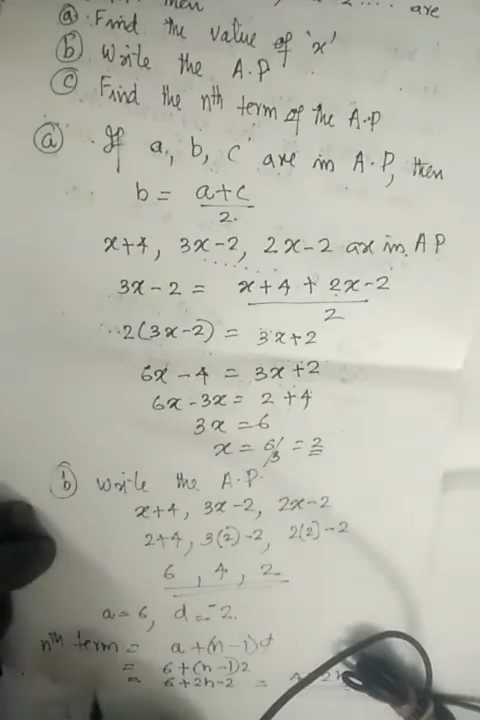 then ... are
(a) Find the value of 'x'
(b) Write the A.P
(c) Find the nth term of the A.P
(a) If a, b, c are in A.P, then
b = a+c/2.
x+4, 3x-2, 2x-2 are in AP
3x-2 = x+4+2x-2/2
2(3x-2) = 3x+2
6x-4 = 3x+2
6x-3x = 2+4
3x = 6
x = 6/3 = 2
(b) Write the A.P.
x+4, 3x-2, 2x-2
2+4, 3(2)-2, 2(2)-2
6, 4, 2
a=6, d=-2.
nth term = a+(n-1)d
= 6+(n-1)2
= 6+2n-2 =